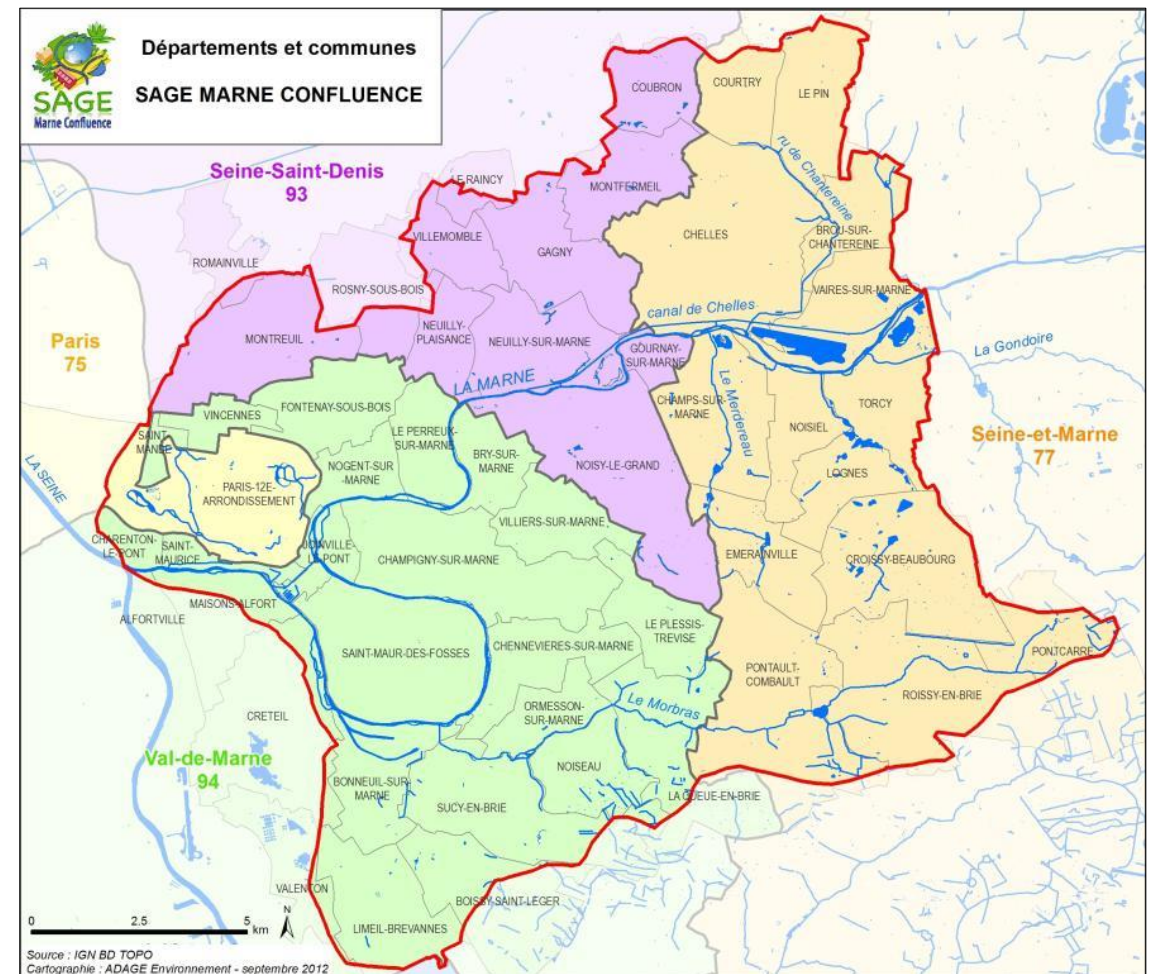 SAGE
Marne Confluence
Départements et communes
SAGE MARNE CONFLUENCE
COUBRON
COURTRY
LE PIN
Seine-Saint-Denis
93
LE RAINCY
MONTFERMEIL
ru de Chantereine
VILLEMOMBLE
GAGNY
CHELLES
BROU-SUR-
CHANTEREINE
ROMAINVILLE
ROSNY-SOUS-BOIS
VAIRES-SUR-MARNE
canal de Chelles
Paris
75
MONTREUIL
NEUILLY-
PLAISANCE
NEUILLY-SUR-MARNE
GOURNAY-
SUR-MARNE
La Gondoire
LA MARNE
Le Merdereau
CHAMPS-SUR-
MARNE
TORCY
VINCENNES
FONTENAY-SOUS-BOIS
SAINT-
MANDE
LE PERREUX-
SUR-MARNE
NOISIEL
Seine-et-Marne
77
BRY-SUR-
MARNE
NOISY-LE-GRAND
LOGNES
NOGENT-SUR
-MARNE
PARIS-12E-
ARRONDISSEMENT
LA SEINE
VILLIERS-SUR-MARNE
CHARENTON-
LE-PONT
SAINT-
MAURICE
JOINVILLE-
LE-PONT
CHAMPIGNY-SUR-MARNE
EMERAINVILLE
CROISSY-BEAUBOURG
MAISONS-ALFORT
ALFORTVILLE
LE PLESSIS-
TREVISE
SAINT-MAUR-DES-FOSSES
CHENNEVIERES-SUR-MARNE
PONTCARRE
PONTAULT-
COMBAULT
ROISSY-EN-BRIE
ORMESSON-
SUR-MARNE
Le Morbras
CRETEIL
Val-de-Marne
94
NOISEAU
BONNEUIL-SUR-
MARNE
SUCY-EN-BRIE
LA QUEUE-EN-BRIE
VALENTON
BOISSY-SAINT-LEGER
LIMEIL-BREVANNES
0 2.5 5 km
N
Source : IGN BD TOPO
Cartographie : ADAGE Environnement - septembre 2012